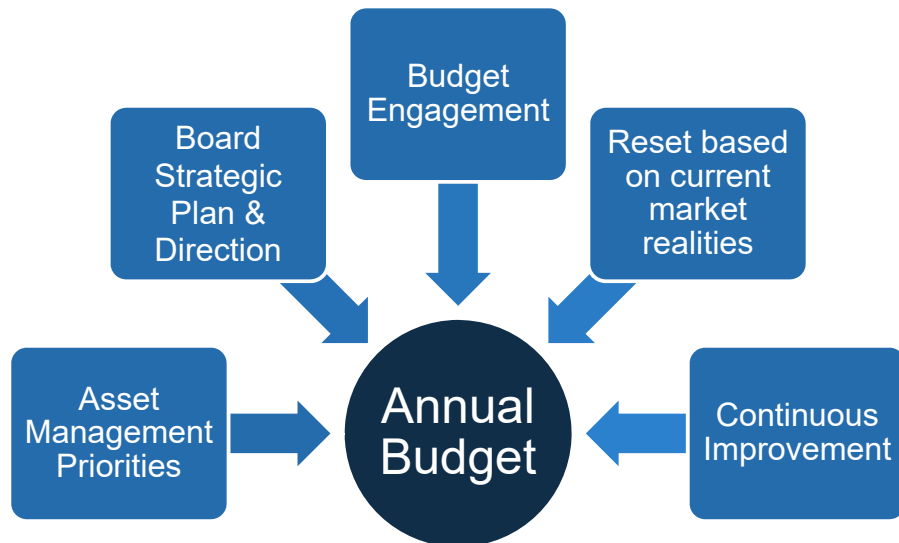 Budget
Engagement
Board
Strategic
Plan &
Direction
Reset based
on current
market
realities
Asset
Management
Priorities
Annual
Budget
Continuous
Improvement